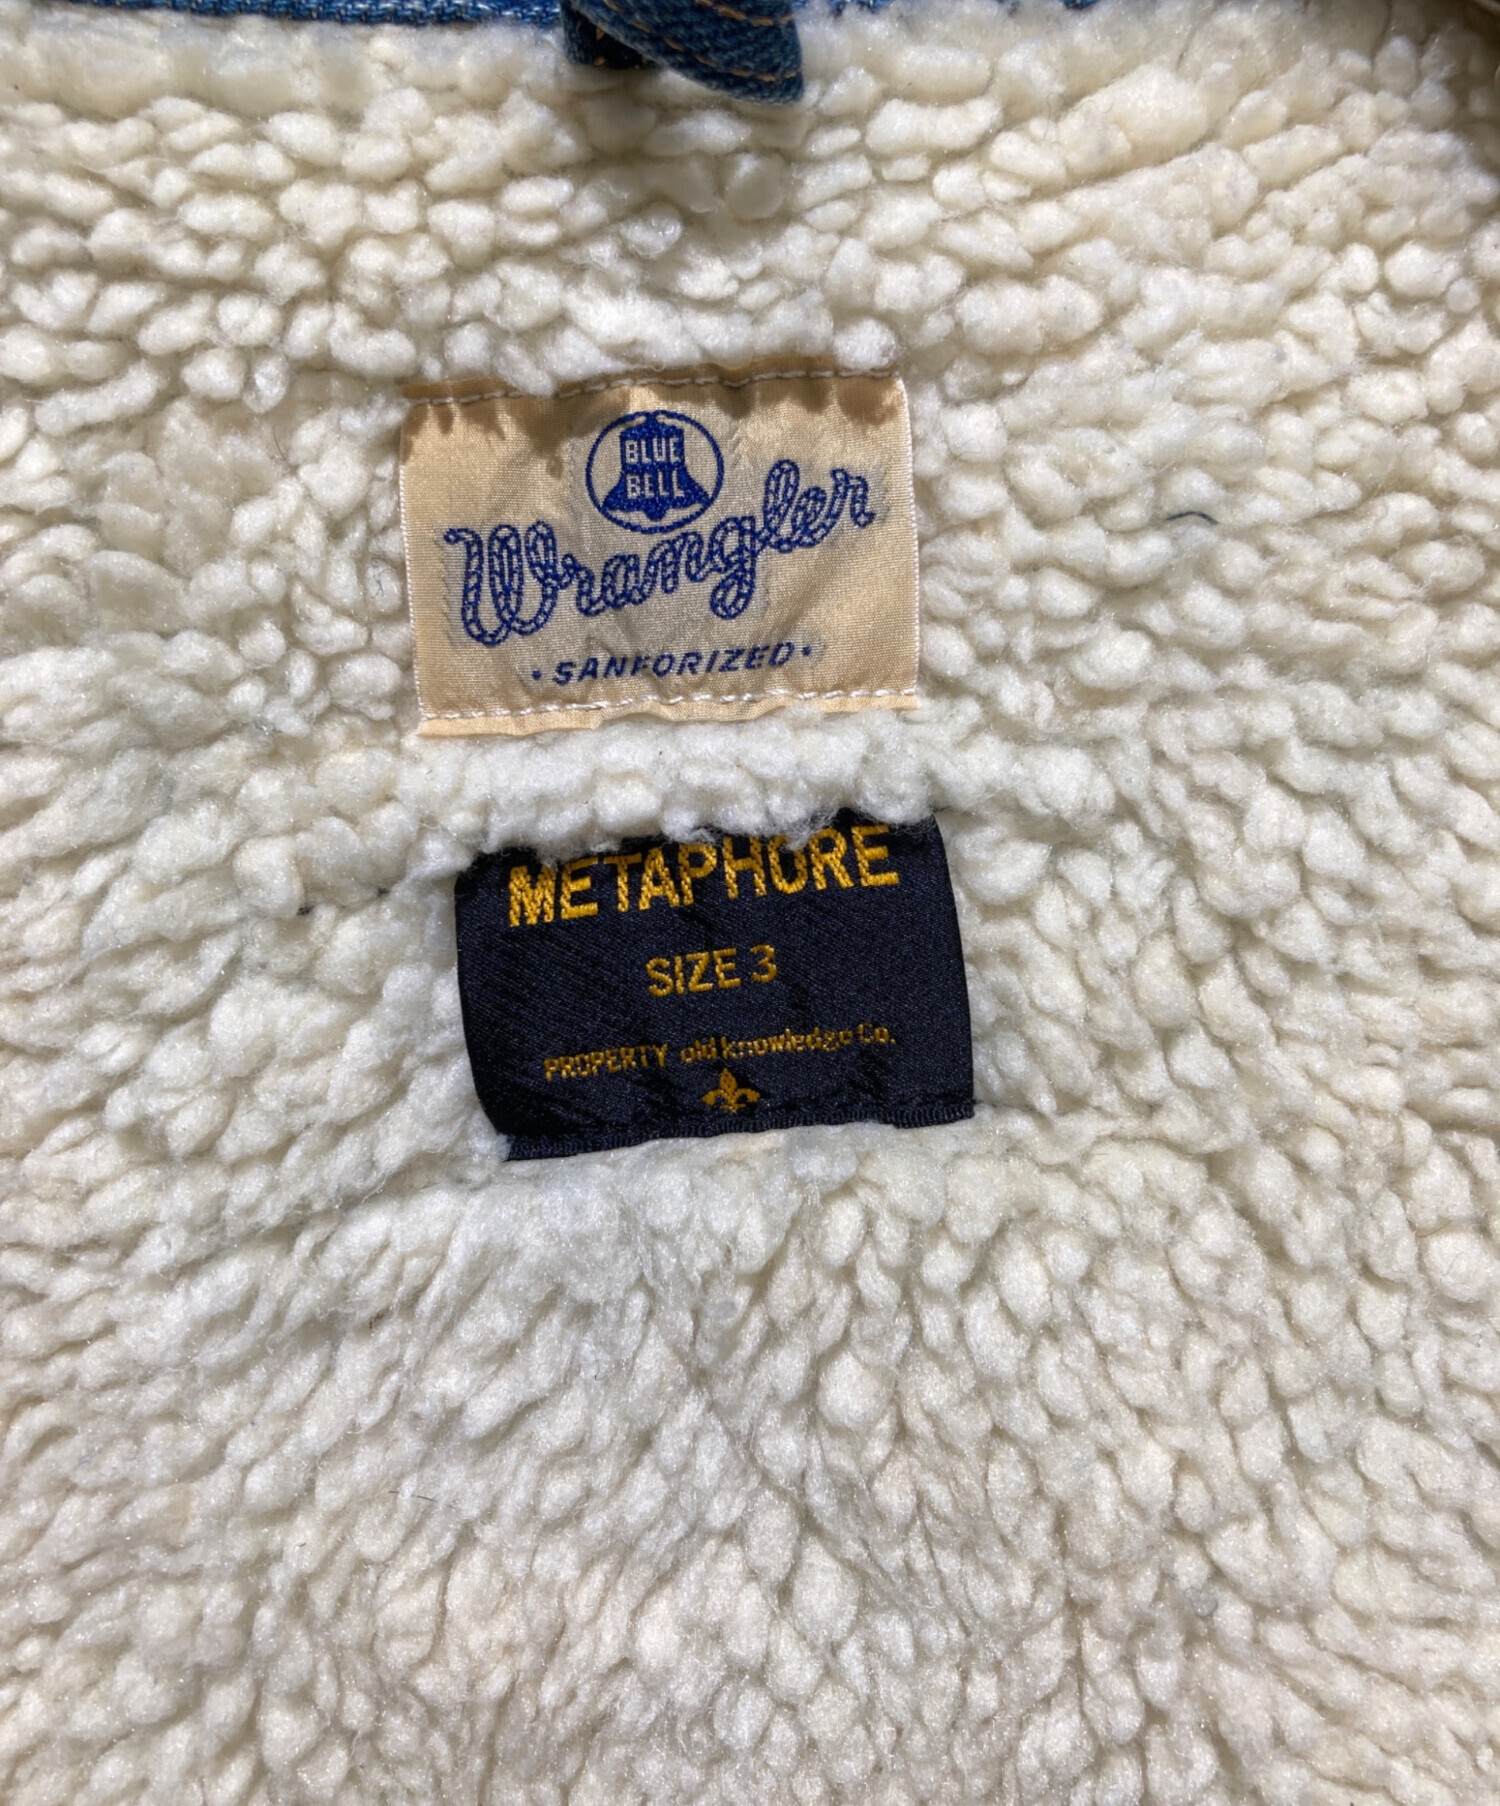 BLUE
BELL
Wrangler
• SANFORIZED •
METAPHORE
SIZE 3
PROPERTY old knowledge Co.